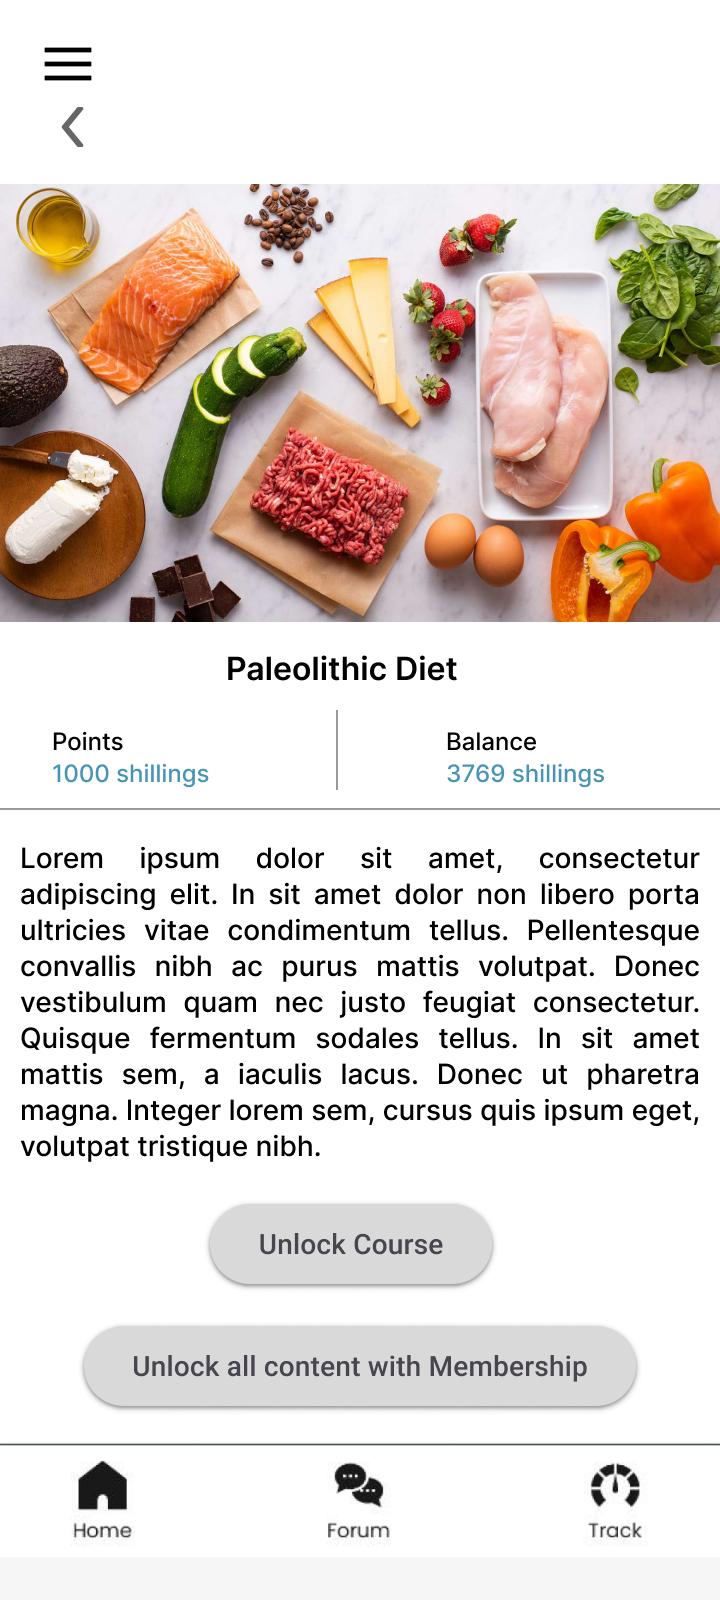 Paleolithic Diet
Points
1000 shillings
Balance
3769 shillings
Lorem ipsum dolor sit amet, consectetur
adipiscing elit. In sit amet dolor non libero porta
ultricies vitae condimentum tellus. Pellentesque
convallis nibh ac purus mattis volutpat. Donec
vestibulum quam nec justo feugiat consectetur.
Quisque fermentum sodales tellus. In sit amet
mattis sem, a iaculis lacus. Donec ut pharetra
magna. Integer lorem sem, cursus quis ipsum eget,
volutpat tristique nibh.
Unlock Course
Unlock all content with Membership
Home
Forum
Track